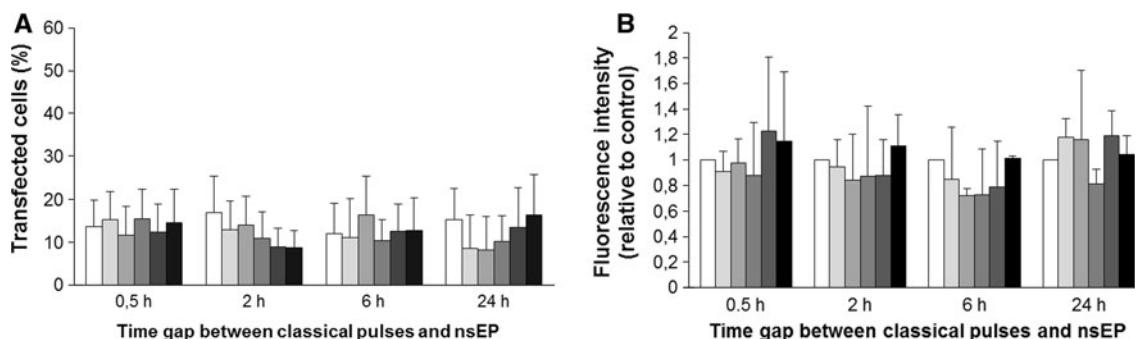 A
Transfected cells (%)
60
50
40
30
20
10
0
0,5 h 2 h 6 h 24 h
Time gap between classical pulses and nsEP
B
Fluorescence intensity
(relative to control)
2
1,8
1,6
1,4
1,2
1
0,8
0,6
0,4
0,2
0
0.5 h 2 h 6 h 24 h
Time gap between classical pulses and nsEP